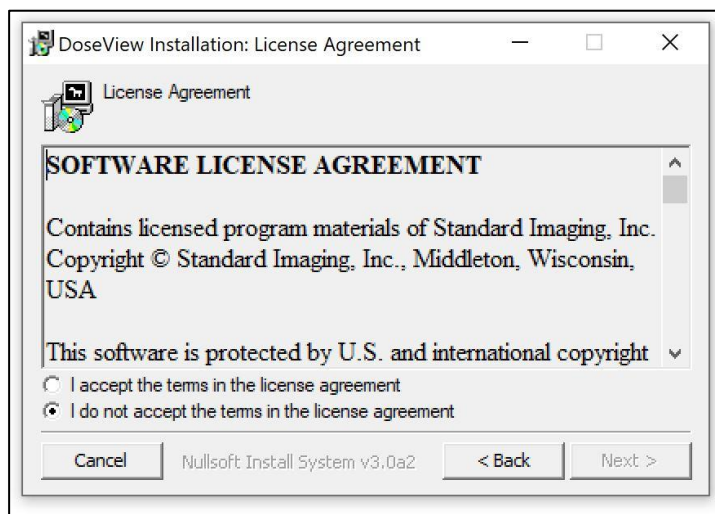 DoseView Installation: License Agreement
License Agreement
SOFTWARE LICENSE AGREEMENT
Contains licensed program materials of Standard Imaging, Inc.
Copyright © Standard Imaging, Inc., Middleton, Wisconsin,
USA
This software is protected by U.S. and international copyright
I accept the terms in the license agreement
I do not accept the terms in the license agreement
Cancel
Nullsoft Install System v3.0a2
< Back
Next >